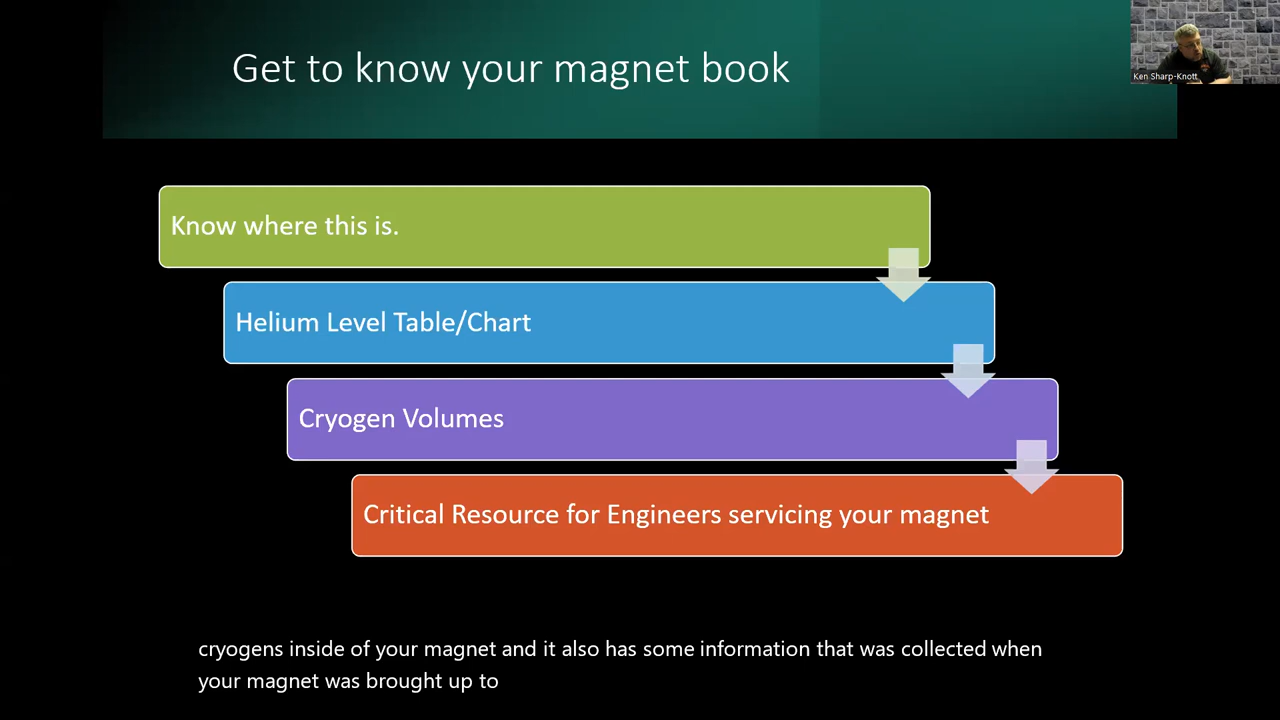 Get to know your magnet book
Ken Sharp-Knott
Know where this is.
Helium Level Table/Chart
Cryogen Volumes
Critical Resource for Engineers servicing your magnet
cryogens inside of your magnet and it also has some information that was collected when
your magnet was brought up to